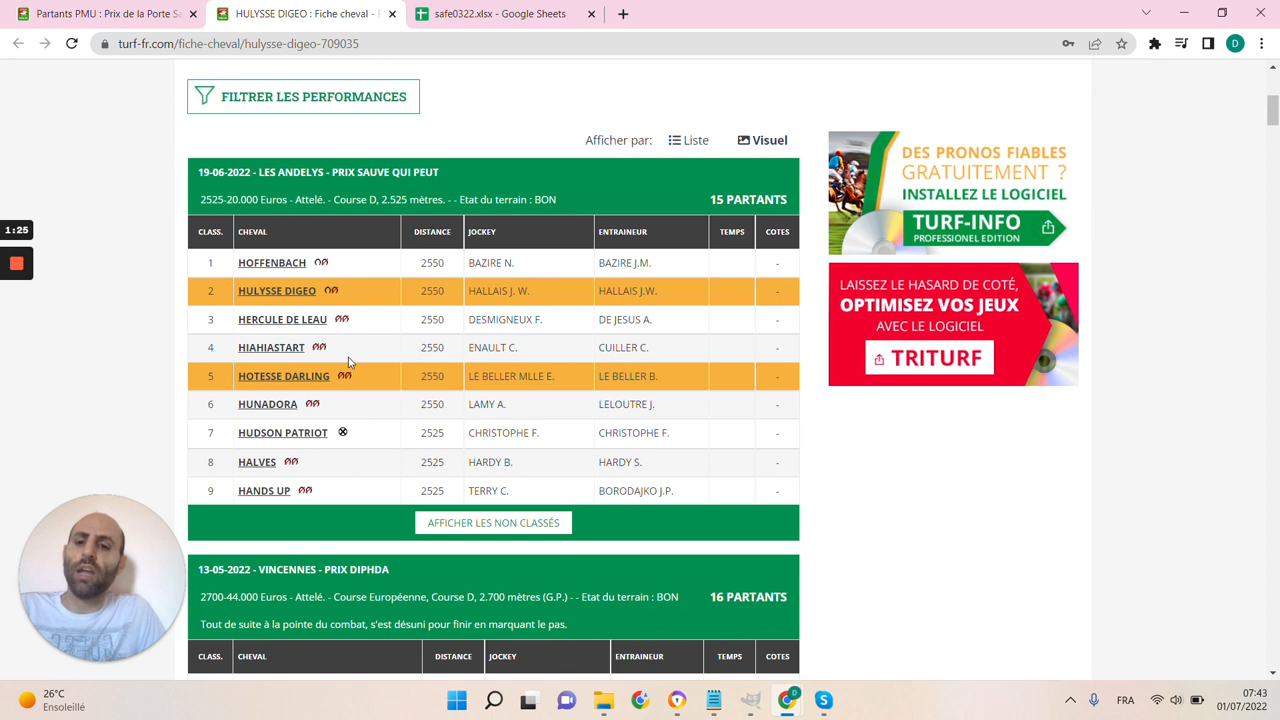 Partants PMU : Prix de la Porte S
HULYSSE DIGEO : Fiche cheval -
safe0322.xlsx - Google Sheets
turf-fr.com/fiche-cheval/hulysse-digeo-709035
D
FILTRER LES PERFORMANCES
Afficher par: Liste Visuel
19-06-2022 - LES ANDELYS - PRIX SAUVE QUI PEUT
2525-20.000 Euros - Attelé. - Course D, 2.525 mètres. - - Etat du terrain : BON 15 PARTANTS
CLASS. CHEVAL DISTANCE JOCKEY ENTRAINEUR TEMPS COTES
1 HOFFENBACH 2550 BAZIRE N. BAZIRE J.M. -
2 HULYSSE DIGEO 2550 HALLAIS J. W. HALLAIS J.W. -
3 HERCULE DE LEAU 2550 DESMIGNEUX F. DE JESUS A. -
4 HIAHIASTART 2550 ENAULT C. CUILLER C. -
5 HOTESSE DARLING 2550 LE BELLER MLLE E. LE BELLER B. -
6 HUNADORA 2550 LAMY A. LELOUTRE J. -
7 HUDSON PATRIOT 2525 CHRISTOPHE F. CHRISTOPHE F. -
8 HALVES 2525 HARDY B. HARDY S. -
9 HANDS UP 2525 TERRY C. BORODAJKO J.P. -
AFFICHER LES NON CLASSÉS
13-05-2022 - VINCENNES - PRIX DIPHDA
2700-44.000 Euros - Attelé. - Course Européenne, Course D, 2.700 mètres (G.P.) - - Etat du terrain : BON 16 PARTANTS
Tout de suite à la pointe du combat, s'est désuni pour finir en marquant le pas.
CLASS. CHEVAL DISTANCE JOCKEY ENTRAINEUR TEMPS COTES
DES PRONOS FIABLES
GRATUITEMENT ?
INSTALLEZ LE LOGICIEL
TURF-INFO
PROFESSIONEL EDITION
LAISSEZ LE HASARD DE COTÉ,
OPTIMISEZ VOS JEUX
AVEC LE LOGICIEL
TRITURF
1:25
26°C
Ensoleillé
D
FRA
07:43
01/07/2022